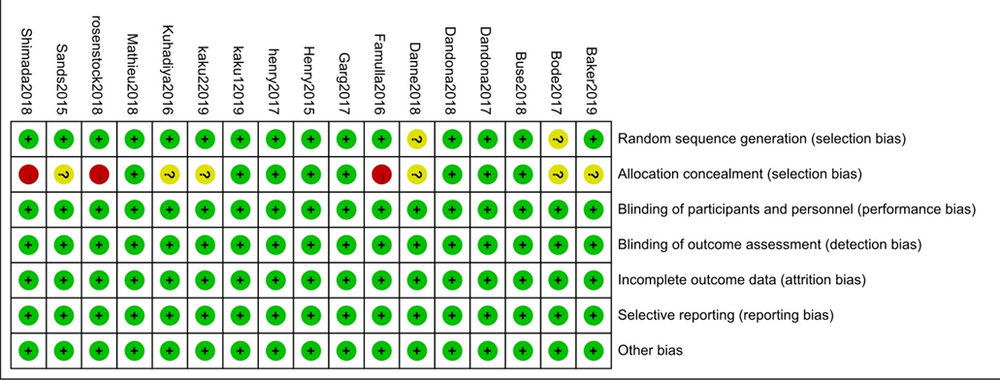 Shimada2018
Sands2015
rosenstock2018
Mathieu2018
Kuhadiya2016
kaku22019
kaku12019
henry2017
Henry2015
Garg2017
Famulla2016
Danne2018
Dandona2018
Dandona2017
Buse2018
Bode2017
Baker2019
+ + + + + + + + + + + ? + + + ? + Random sequence generation (selection bias)
- ? - + ? ? + + + + - ? + + + ? ? Allocation concealment (selection bias)
+ + + + + + + + + + + + + + + + + Blinding of participants and personnel (performance bias)
+ + + + + + + + + + + + + + + + + Blinding of outcome assessment (detection bias)
+ + + + + + + + + + + + + + + + + Incomplete outcome data (attrition bias)
+ + + + + + + + + + + + + + + + + Selective reporting (reporting bias)
+ + + + + + + + + + + + + + + + + Other bias